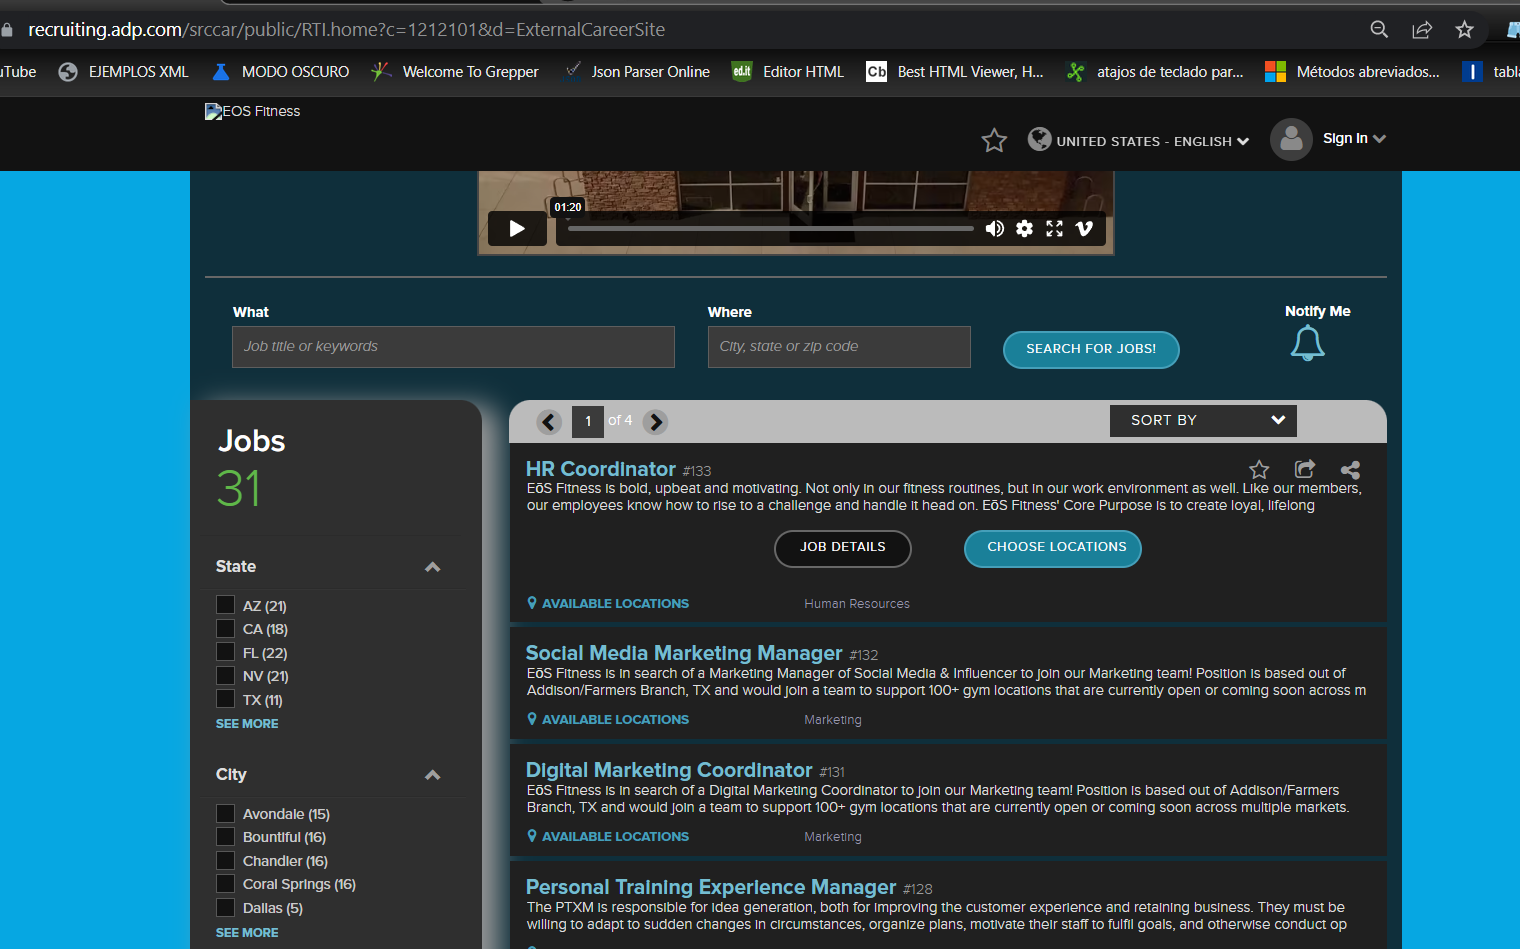 recruiting.adp.com/srccar/public/RTI.home?c=1212101&d=ExternalCareerSite
uTube EJEMPLOS XML MODO OSCURO Welcome To Grepper Json Parser Online ed.it Editor HTML Cb Best HTML Viewer, H... atajos de teclado par... Métodos abreviados... I tabla
EOS Fitness
UNITED STATES - ENGLISH Sign In
01:20
What Where Notify Me
Job title or keywords City, state or zip code SEARCH FOR JOBS!
Jobs
31
State
AZ (21)
CA (18)
FL (22)
NV (21)
TX (11)
SEE MORE
City
Avondale (15)
Bountiful (16)
Chandler (16)
Coral Springs (16)
Dallas (5)
SEE MORE
1 of 4 SORT BY
HR Coordinator #133
EōS Fitness is bold, upbeat and motivating. Not only in our fitness routines, but in our work environment as well. Like our members,
our employees know how to rise to a challenge and handle it head on. EōS Fitness' Core Purpose is to create loyal, lifelong
JOB DETAILS CHOOSE LOCATIONS
AVAILABLE LOCATIONS Human Resources
Social Media Marketing Manager #132
EōS Fitness is in search of a Marketing Manager of Social Media & Influencer to join our Marketing team! Position is based out of
Addison/Farmers Branch, TX and would join a team to support 100+ gym locations that are currently open or coming soon across m
AVAILABLE LOCATIONS Marketing
Digital Marketing Coordinator #131
EōS Fitness is in search of a Digital Marketing Coordinator to join our Marketing team! Position is based out of Addison/Farmers
Branch, TX and would join a team to support 100+ gym locations that are currently open or coming soon across multiple markets.
AVAILABLE LOCATIONS Marketing
Personal Training Experience Manager #128
The PTXM is responsible for idea generation, both for improving the customer experience and retaining business. They must be
willing to adapt to sudden changes in circumstances, organize plans, motivate their staff to fulfil goals, and otherwise conduct op